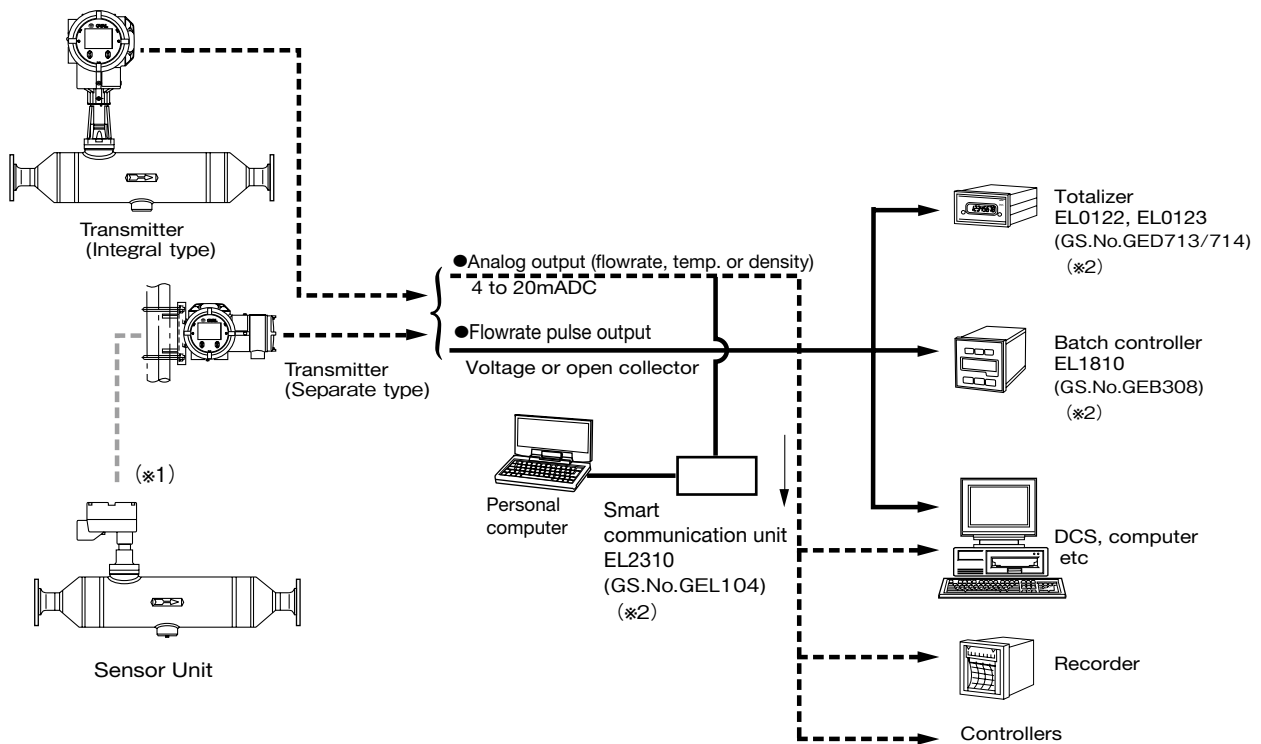 Transmitter
(Integral type)
●Analog output (flowrate, temp. or density)
4 to 20mADC
●Flowrate pulse output
Voltage or open collector
Transmitter
(Separate type)
(※1)
Sensor Unit
Personal
computer
Smart
communication unit
EL2310
(GS.No.GEL104)
(※2)
Totalizer
EL0122, EL0123
(GS.No.GED713/714)
(※2)
Batch controller
EL1810
(GS.No.GEB308)
(※2)
DCS, computer
etc
Recorder
Controllers